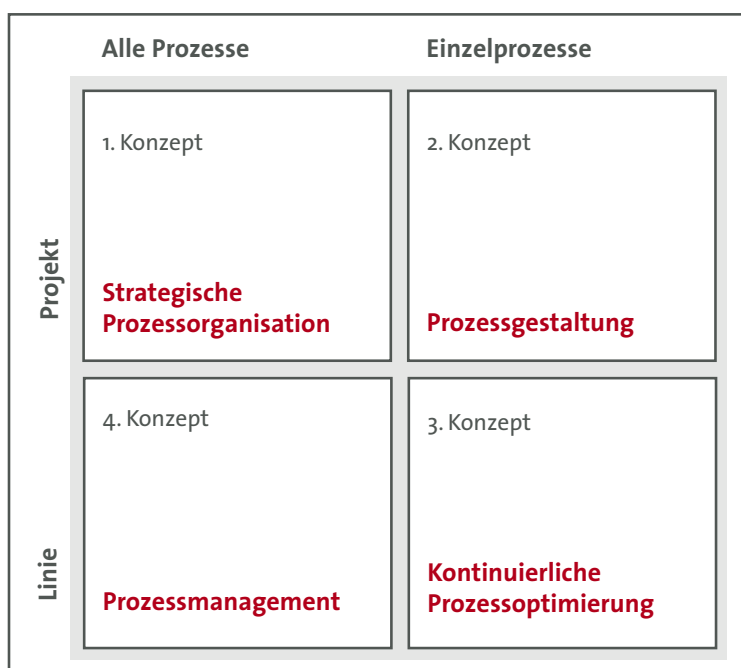 Alle Prozesse
Einzelprozesse
Projekt
1. Konzept
Strategische
Prozessorganisation
2. Konzept
Prozessgestaltung
Linie
4. Konzept
Prozessmanagement
3. Konzept
Kontinuierliche
Prozessoptimierung